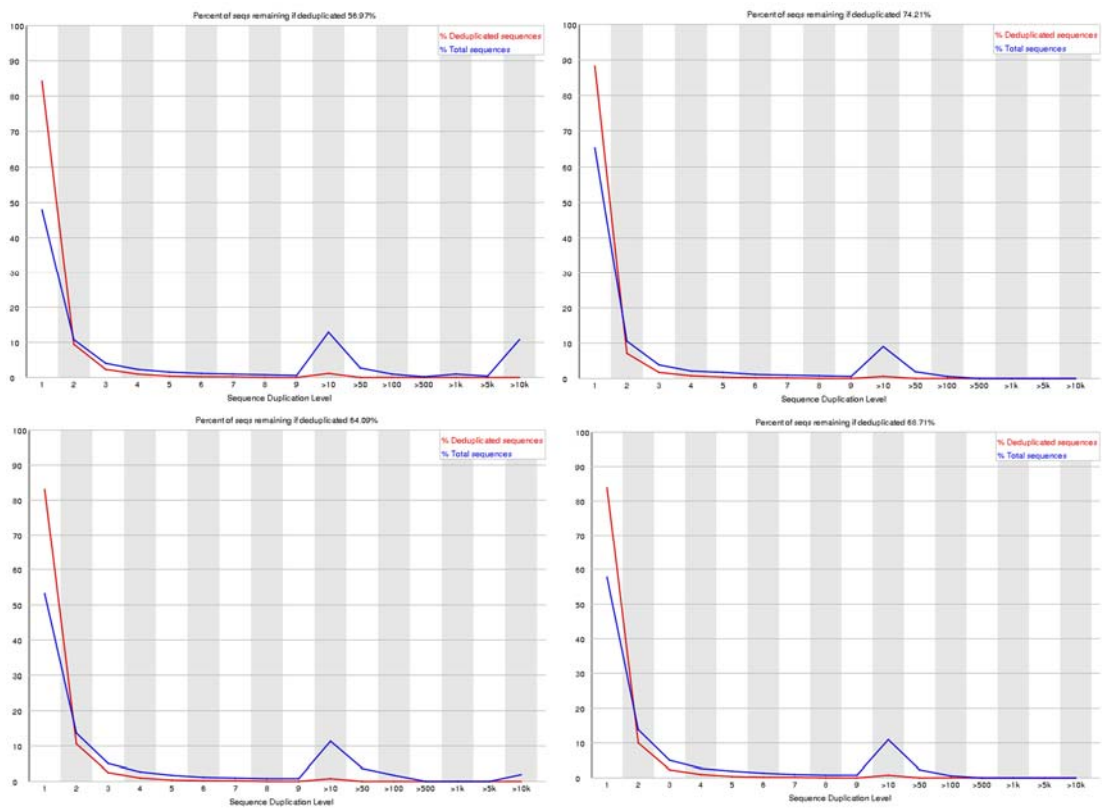 Percent of seqs remaining if deduplicated 56.97%
% Deduplicated sequences
% Total sequences
100
90
80
70
60
50
40
30
20
10
0
1 2 3 4 5 6 7 8 9 >10 >50 >100 >500 >1k >5k >10k
Sequence Duplication Level
Percent of seqs remaining if deduplicated 74.21%
% Deduplicated sequences
% Total sequences
100
90
80
70
60
50
40
30
20
10
0
1 2 3 4 5 6 7 8 9 >10 >50 >100 >500 >1k >5k >10k
Sequence Duplication Level
Percent of seqs remaining if deduplicated 64.09%
% Deduplicated sequences
% Total sequences
100
90
80
70
60
50
40
30
20
10
0
1 2 3 4 5 6 7 8 9 >10 >50 >100 >500 >1k >5k >10k
Sequence Duplication Level
Percent of seqs remaining if deduplicated 68.71%
% Deduplicated sequences
% Total sequences
100
90
80
70
60
50
40
30
20
10
0
1 2 3 4 5 6 7 8 9 >10 >50 >100 >500 >1k >5k >10k
Sequence Duplication Level